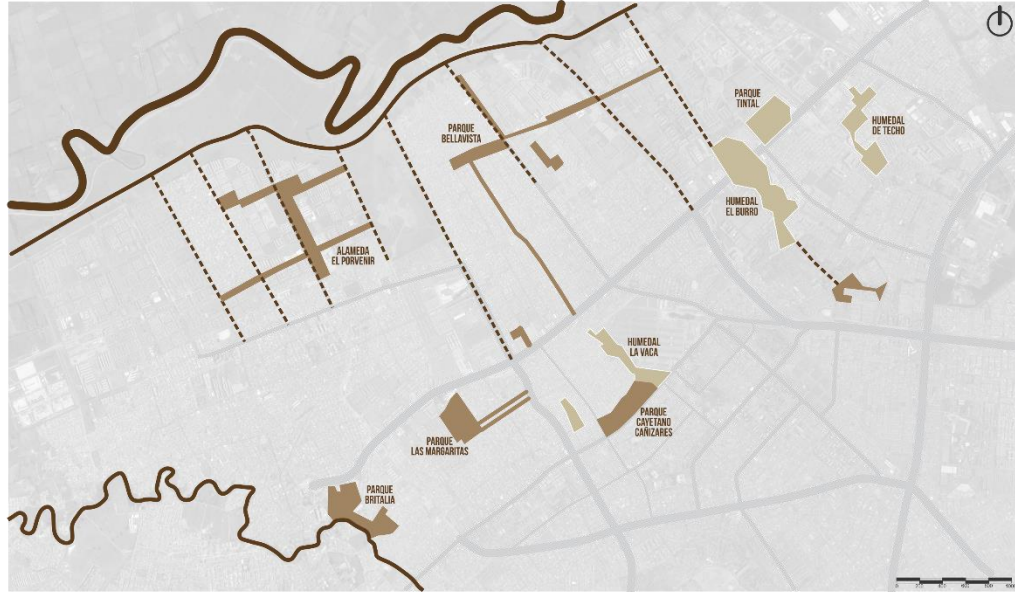 PARQUE
TINTAL
HUMEDAL
DE TECHO
PARQUE
BELLAVISTA
HUMEDAL
EL BURRO
ALAMEDA
EL PORVENIR
HUMEDAL
LA VACA
PARQUE
CAYETANO
CAÑIZARES
PARQUE
LAS MARGARITAS
PARQUE
BRITALIA